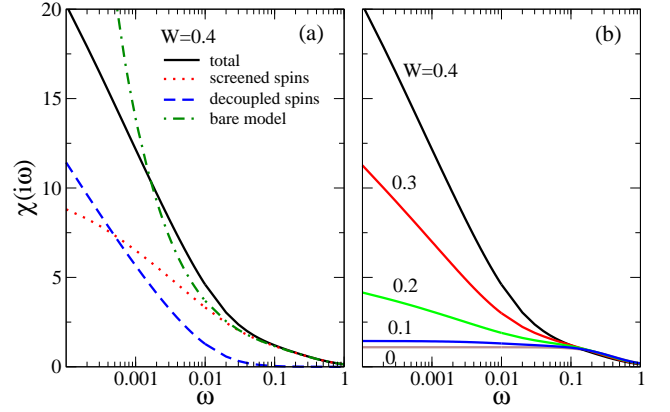 20
15
10
5
0
χ(iω)
W=0.4
(a)
total
screened spins
decoupled spins
bare model
0.001
0.01
0.1
1
ω
(b)
W=0.4
0.3
0.2
0.1
0
0.001
0.01
0.1
1
ω